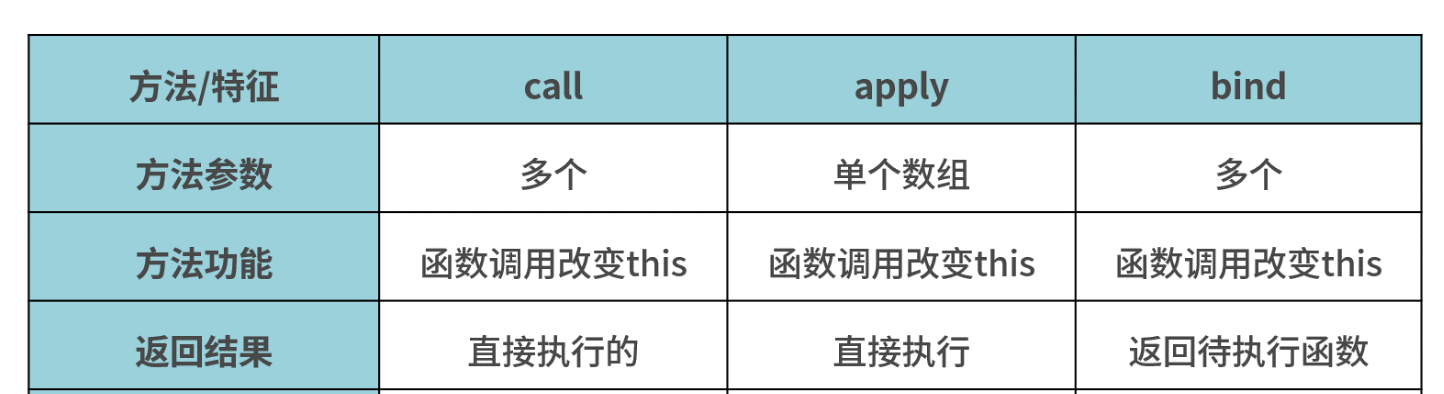 方法/特征 call apply bind
方法参数 多个 单个数组 多个
方法功能 函数调用改变this 函数调用改变this 函数调用改变this
返回结果 直接执行的 直接执行 返回待执行函数